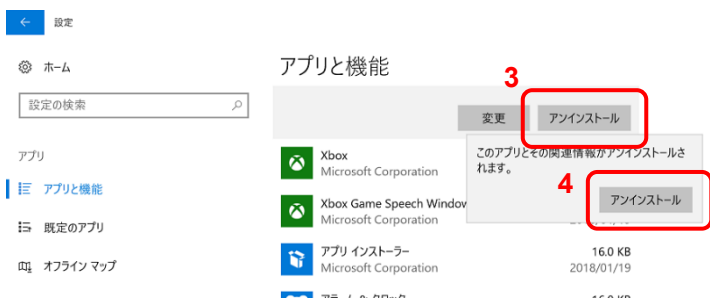 設定
ホーム
設定の検索
アプリ
アプリと機能
既定のアプリ
オフライン マップ
アプリと機能
3
変更
アンインストール
このアプリとその関連情報がアンインストールさ
れます。
4
アンインストール
Xbox
Microsoft Corporation
Xbox Game Speech Window
Microsoft Corporation
アプリ インストーラー
16.0 KB
Microsoft Corporation
2018/01/19